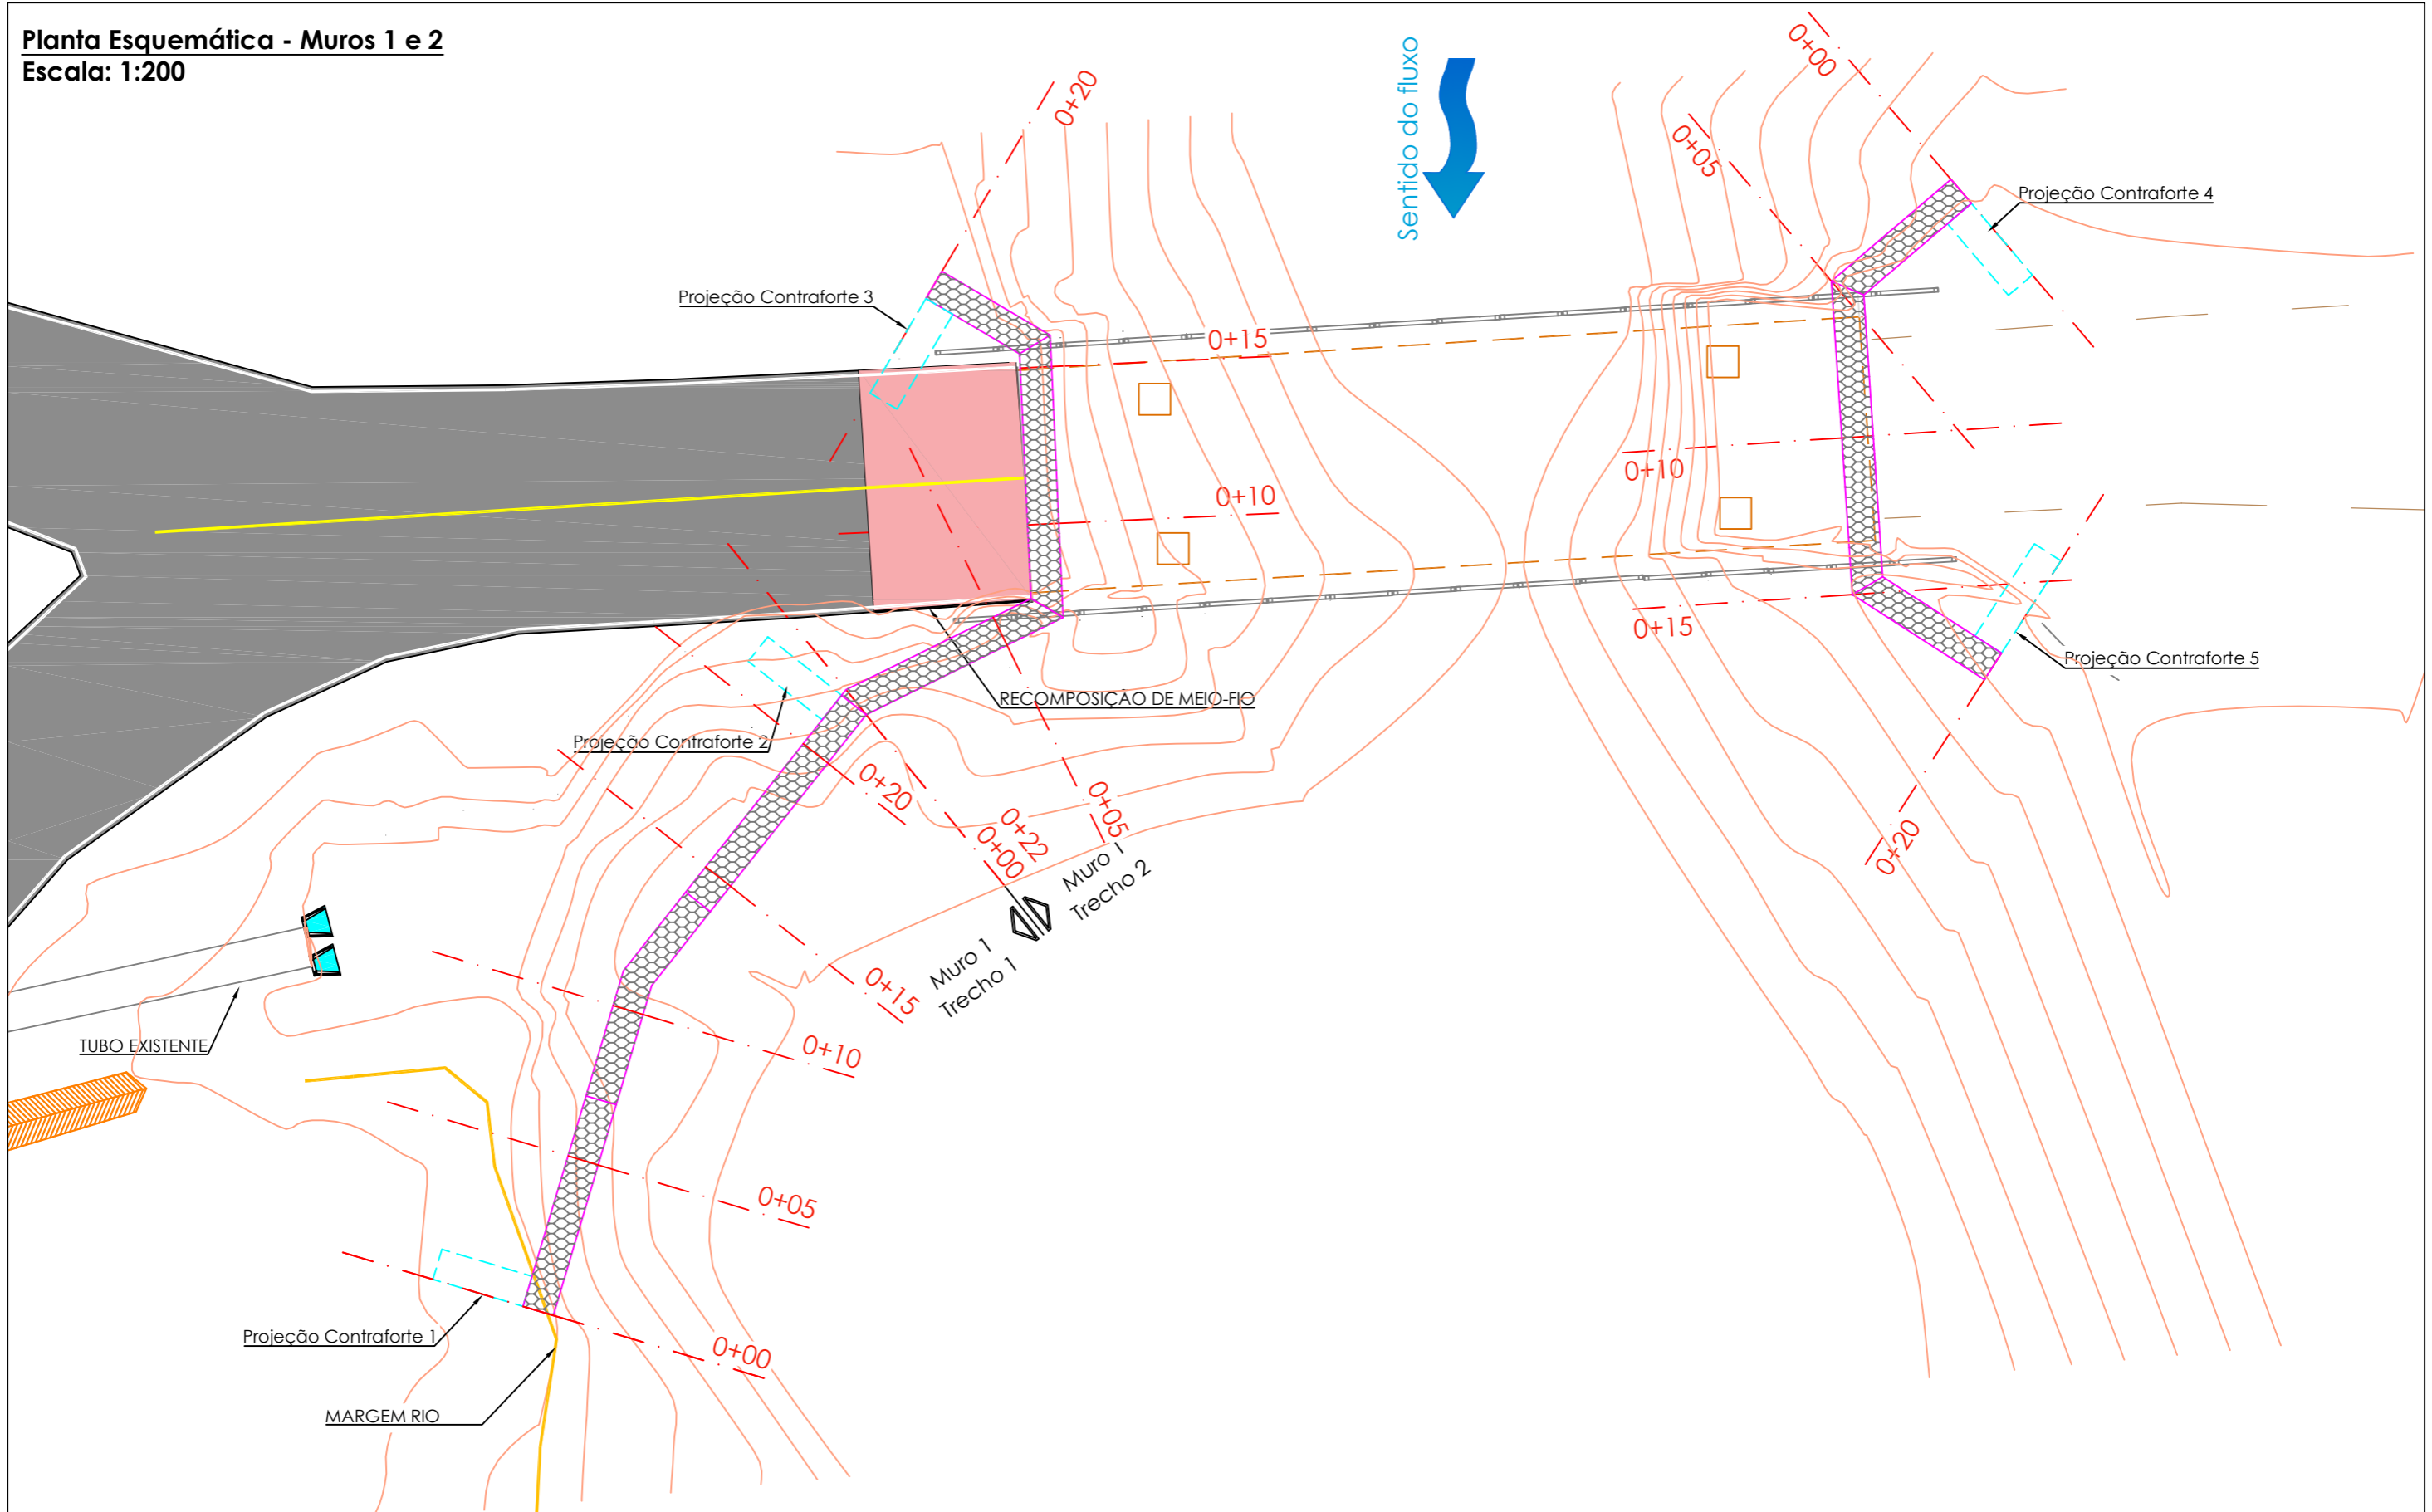 Planta Esquemática - Muros 1 e 2
Escala: 1:200
Sentido do fluxo
0+00
0+20
0+05
Projeção Contraforte 4
Projeção Contraforte 3
0+15
0+10
0+10
0+15
Projeção Contraforte 5
RECOMPOSIÇÃO DE MEIO-FIO
Projeção Contraforte 2
0+20
0+05
0+22
0+00
0+20
Muro 1
Trecho 2
Muro 1
Trecho 1
0+15
0+10
TUBO EXISTENTE
0+05
Projeção Contraforte 1
0+00
MARGEM RIO